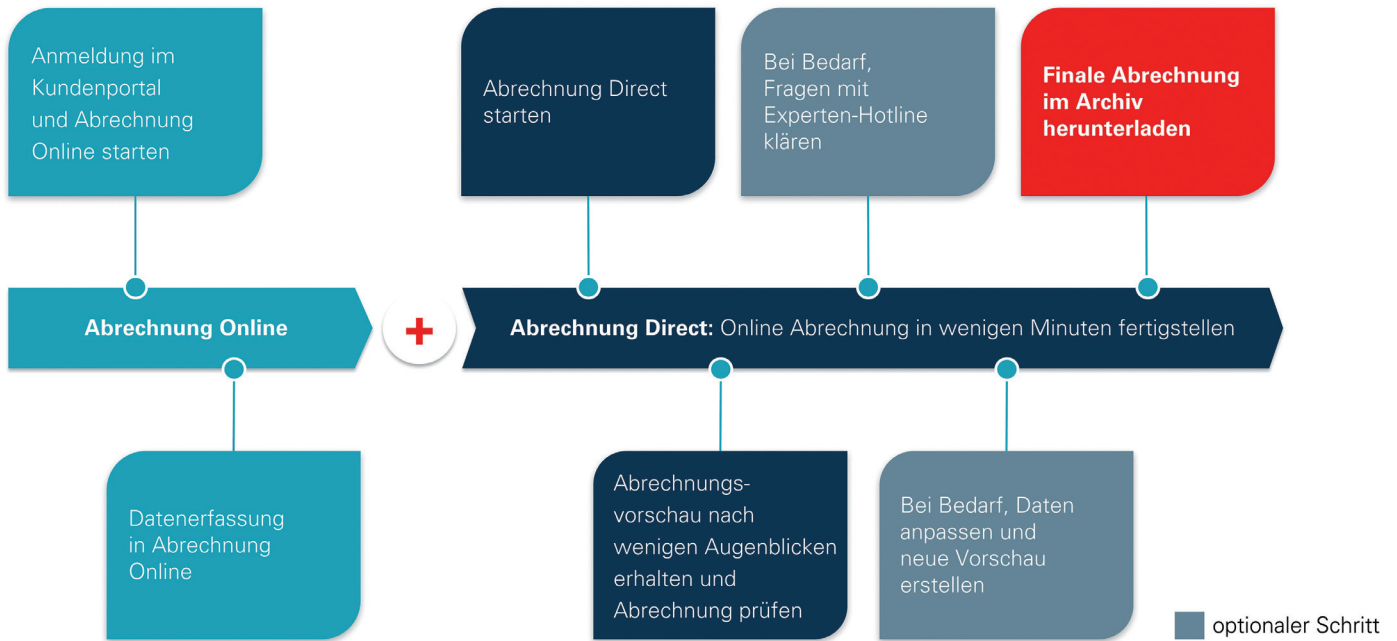 Anmeldung im
Kundenportal
und Abrechnung
Online starten
Abrechnung Direct
starten
Bei Bedarf,
Fragen mit
Experten-Hotline
klären
Finale Abrechnung
im Archiv
herunterladen
Abrechnung Online
+
Abrechnung Direct: Online Abrechnung in wenigen Minuten fertigstellen
Datenerfassung
in Abrechnung
Online
Abrechnungs-
vorschau nach
wenigen Augenblicken
erhalten und
Abrechnung prüfen
Bei Bedarf, Daten
anpassen und
neue Vorschau
erstellen
optionaler Schritt